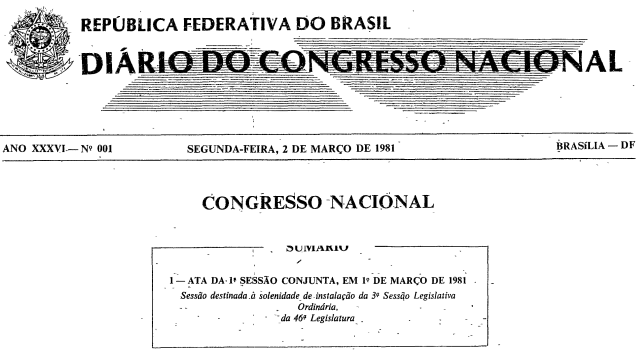 REPÚBLICA FEDERATIVA DO BRASIL
DIÁRIO DO CONGRESSO NACIONAL
ANO XXXVI — Nº 001 SEGUNDA-FEIRA, 2 DE MARÇO DE 1981 BRASÍLIA — DF
CONGRESSO NACIONAL
SUMÁRIO
1 — ATA DA 1ª SESSÃO CONJUNTA, EM 1º DE MARÇO DE 1981
Sessão destinada à solenidade de instalação da 3ª Sessão Legislativa
Ordinária,
da 46ª Legislatura